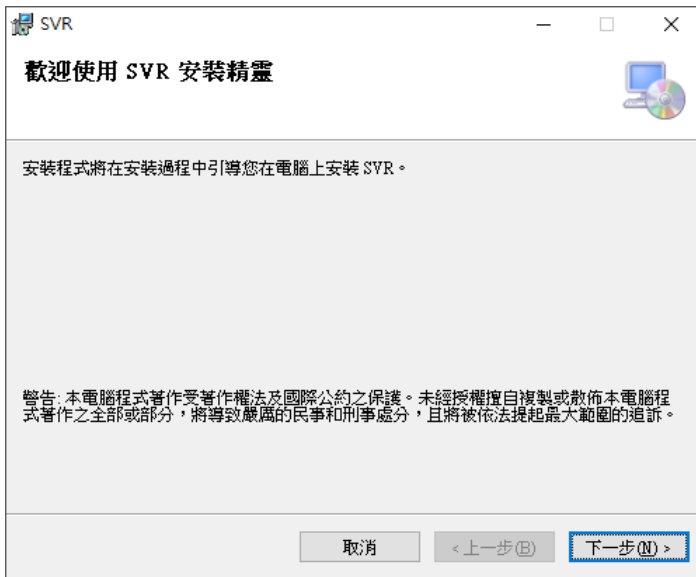 SVR
歡迎使用 SVR 安裝精靈
安裝程式將在安裝過程中引導您在電腦上安裝 SVR。
警告: 本電腦程式著作受著作權法及國際公約之保護。未經授權擅自複製或散佈本電腦程
式著作之全部或部分，將導致嚴厲的民事和刑事處分，且將被依法提起最大範圍的追訴。
取消
<上一步(B)
下一步(N) >